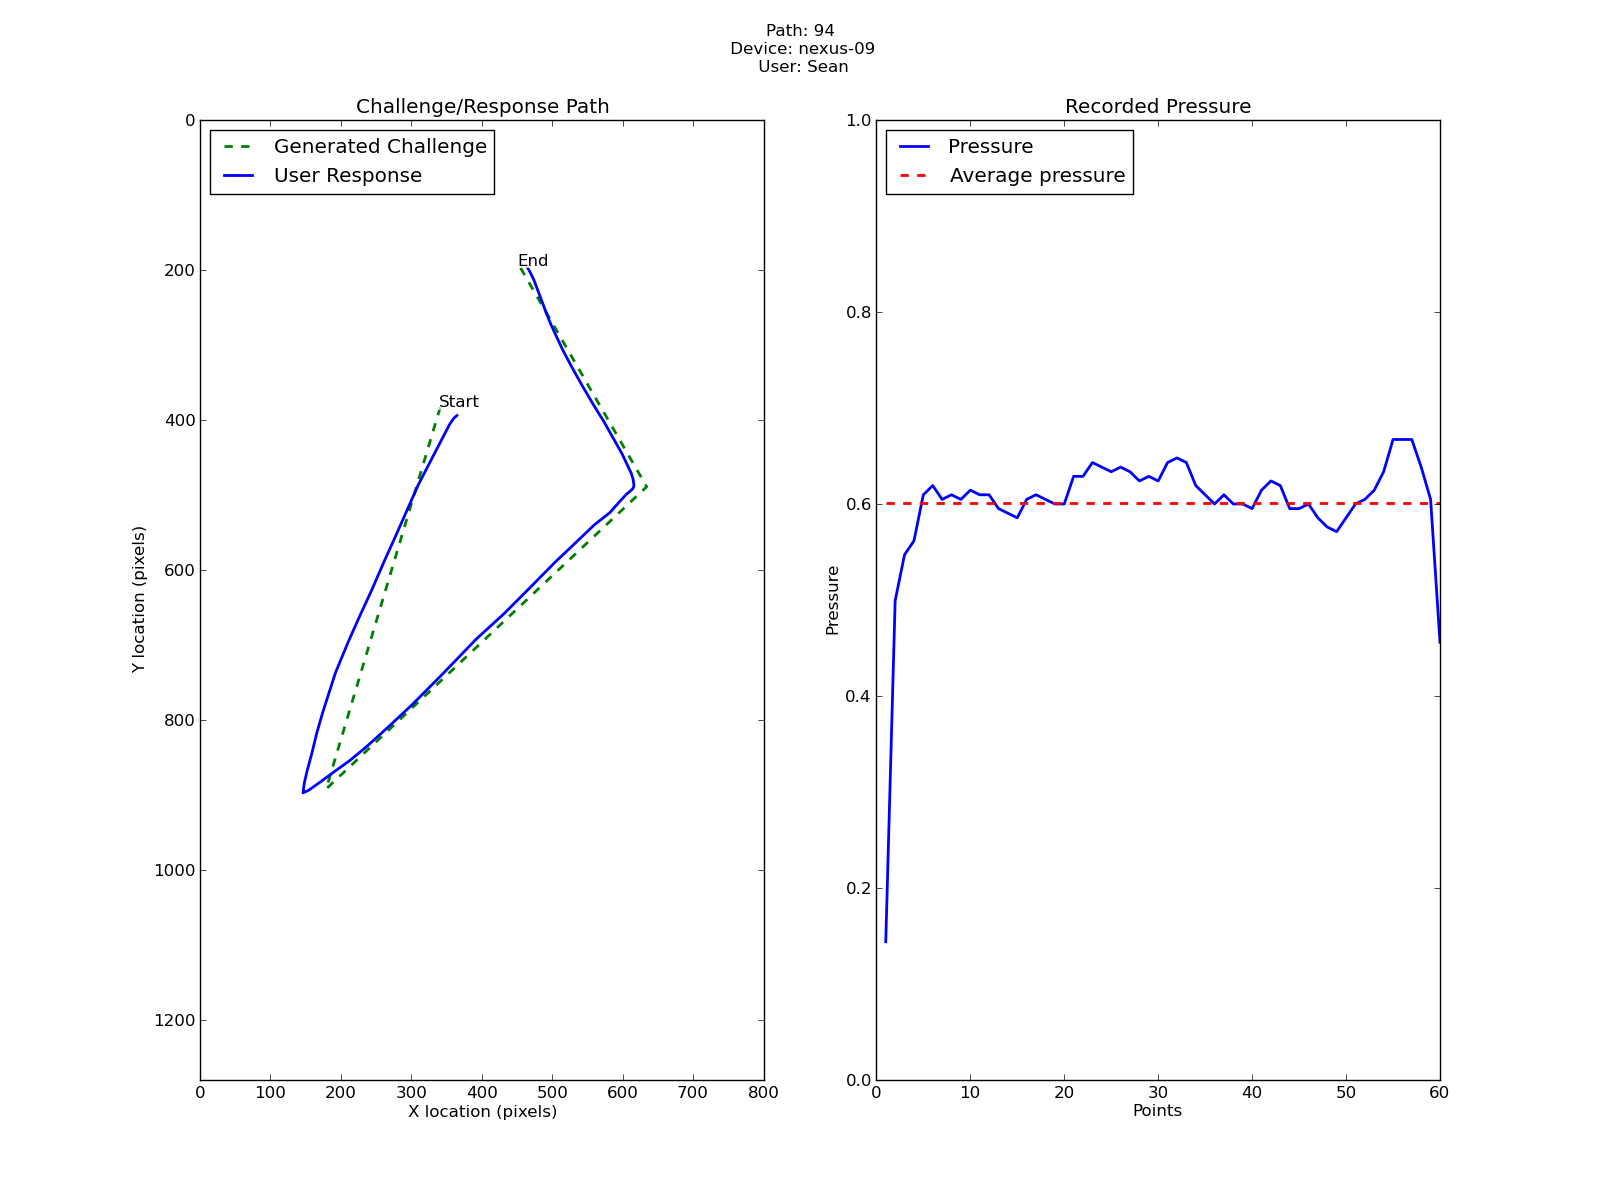 Path: 94
Device: nexus-09
User: Sean
Challenge/Response Path
Generated Challenge
User Response
End
Start
0
200
400
600
800
1000
1200
Y location (pixels)
0 100 200 300 400 500 600 700 800
X location (pixels)
Recorded Pressure
Pressure
Average pressure
1.0
0.8
0.6
0.4
0.2
0.0
Pressure
0 10 20 30 40 50 60
Points